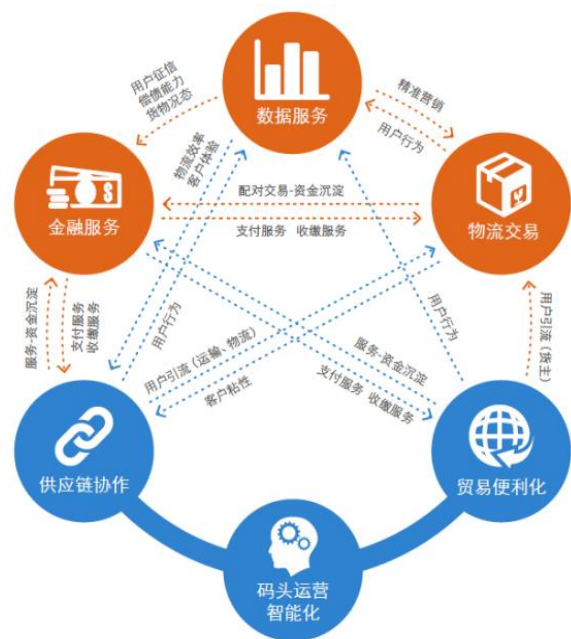 数据服务
用户征信
偿债能力
货物况态
精准营销
用户行为
金融服务
物流效率
客户体验
配对交易-资金沉淀
支付服务 收缴服务
物流交易
服务-资金沉淀
支付服务
收缴服务
用户行为
用户引流（运输、物流）
客户粘性
服务-资金沉淀
支付服务 收缴服务
用户行为
用户引流（货主）
供应链协作
贸易便利化
码头运营
智能化